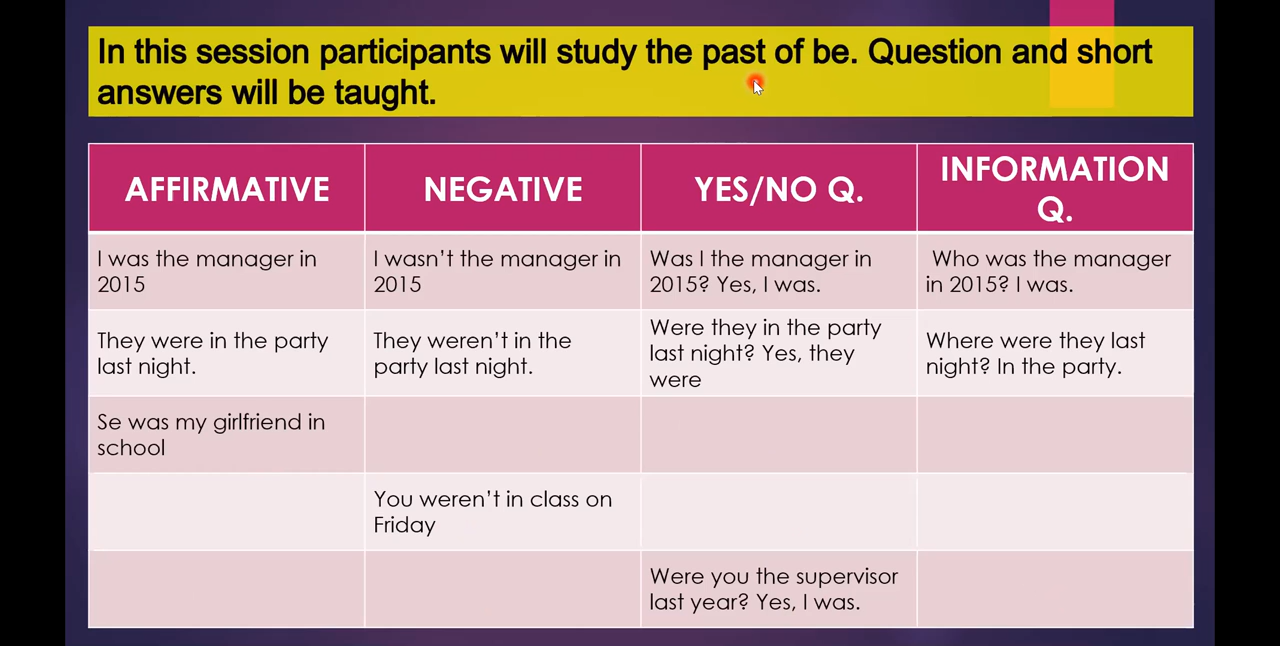 In this session participants will study the past of be. Question and short
answers will be taught.
AFFIRMATIVE
NEGATIVE
YES/NO Q.
INFORMATION
Q.
I was the manager in
2015
I wasn't the manager in
2015
Was I the manager in
2015? Yes, I was.
Who was the manager
in 2015? I was.
They were in the party
last night.
They weren't in the
party last night.
Were they in the party
last night? Yes, they
were
Where were they last
night? In the party.
Se was my girlfriend in
school
You weren't in class on
Friday
Were you the supervisor
last year? Yes, I was.